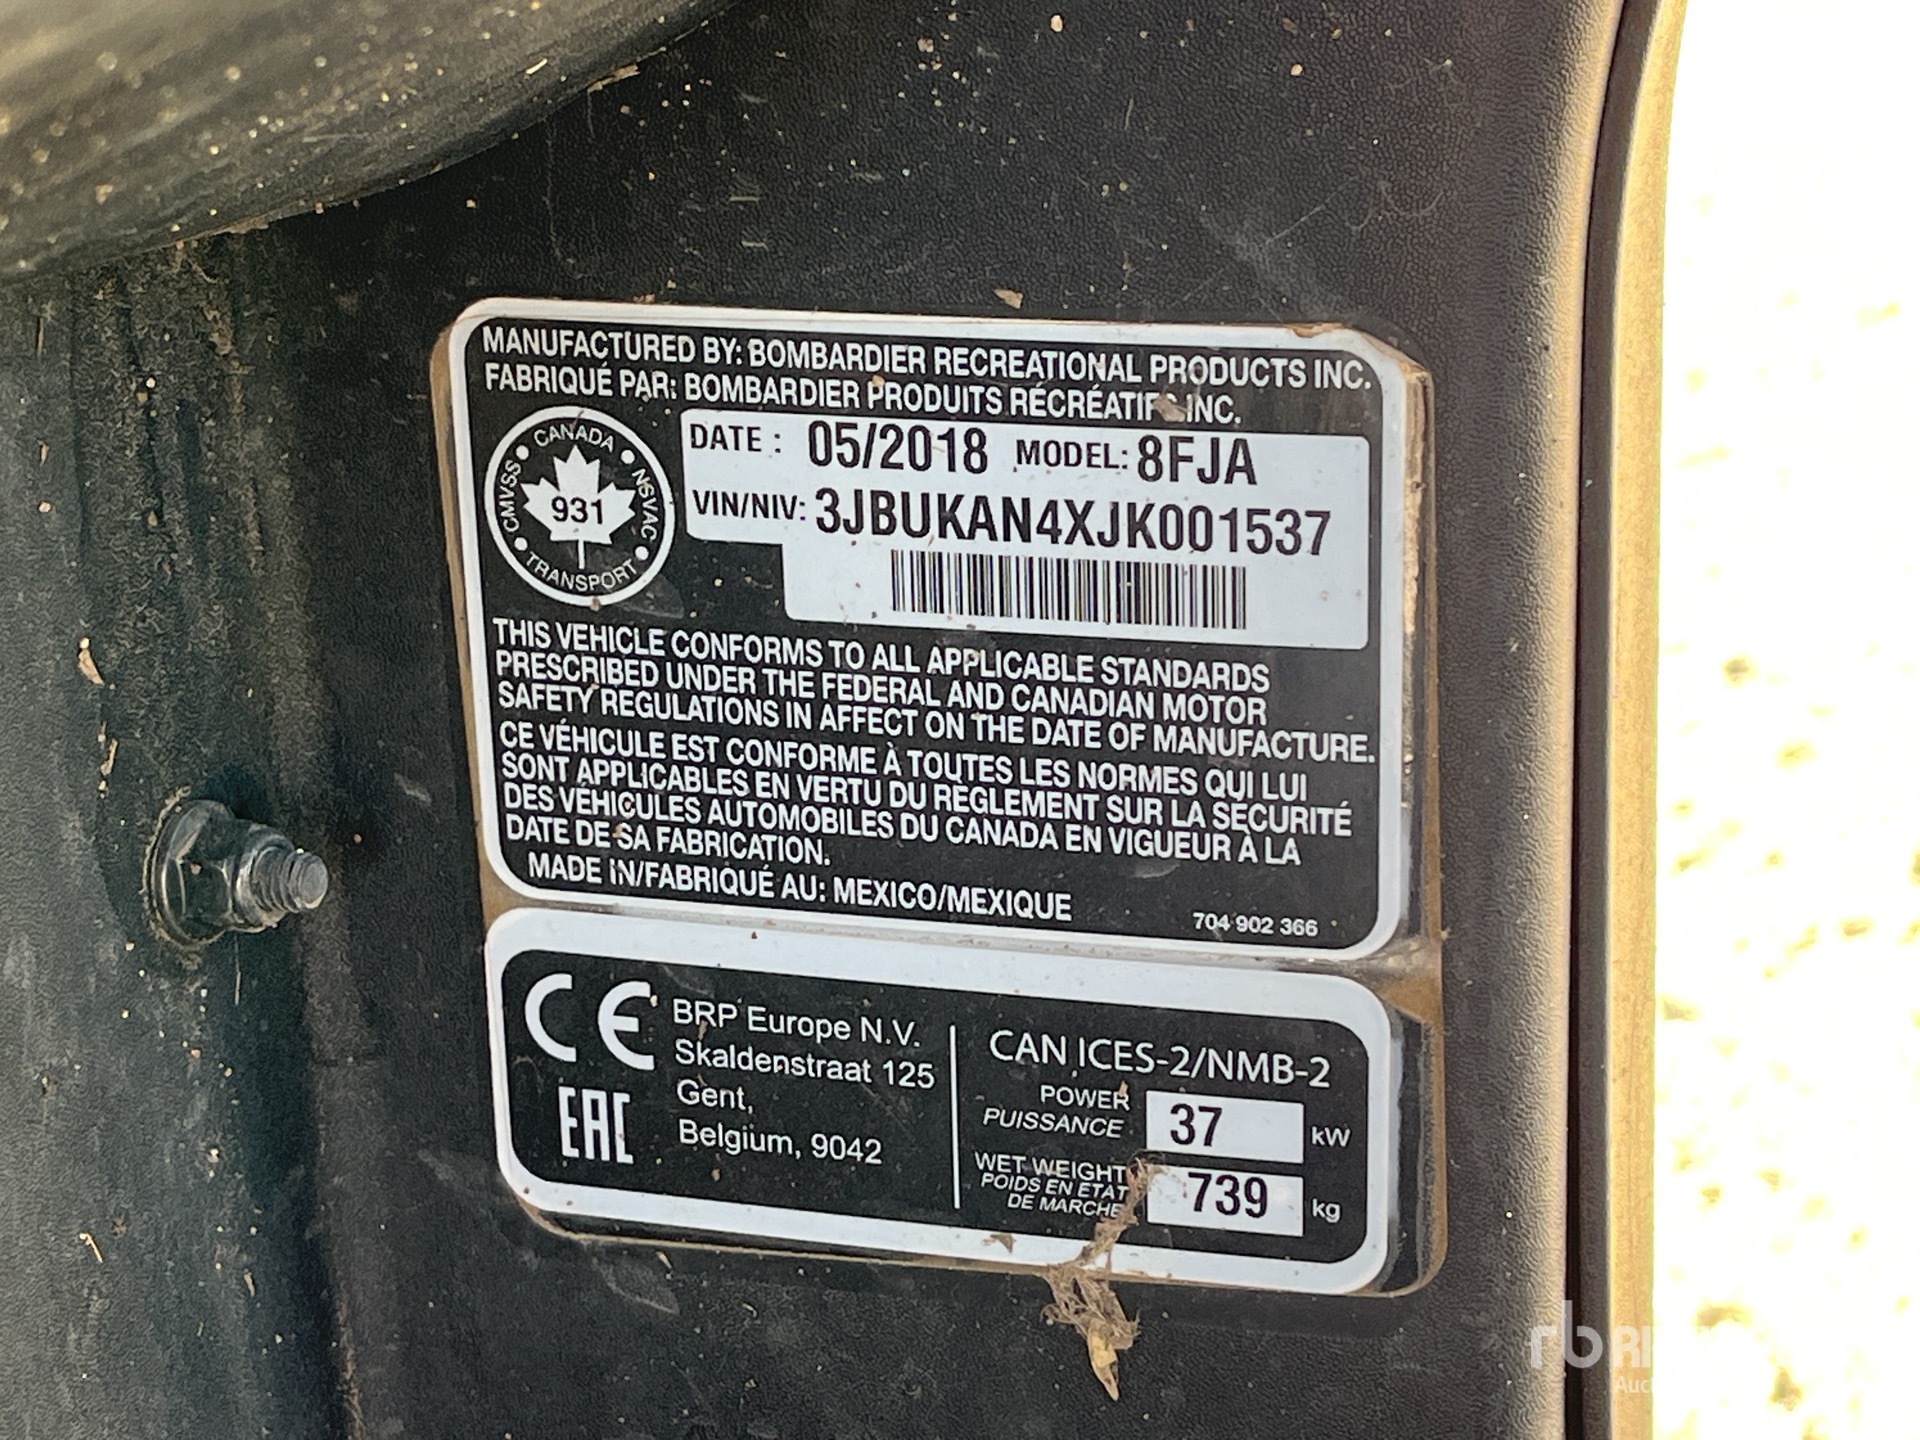 MANUFACTURED BY: BOMBARDIER RECREATIONAL PRODUCTS INC.
FABRIQUÉ PAR: BOMBARDIER PRODUITS RÉCRÉATIFS INC.
CANADA
NSVAC
TRANSPORT
CMVSS
931
DATE : 05/2018 MODEL: 8FJA
VIN/NIV: 3JBUKAN4XJK001537
THIS VEHICLE CONFORMS TO ALL APPLICABLE STANDARDS
PRESCRIBED UNDER THE FEDERAL AND CANADIAN MOTOR
SAFETY REGULATIONS IN AFFECT ON THE DATE OF MANUFACTURE.
CE VÉHICULE EST CONFORME À TOUTES LES NORMES QUI LUI
SONT APPLICABLES EN VERTU DU RÈGLEMENT SUR LA SÉCURITÉ
DES VÉHICULES AUTOMOBILES DU CANADA EN VIGUEUR À LA
DATE DE SA FABRICATION.
MADE IN/FABRIQUÉ AU: MEXICO/MEXIQUE
704 902 366
CE
EAC
BRP Europe N.V.
Skaldenstraat 125
Gent,
Belgium, 9042
CAN ICES-2/NMB-2
POWER
PUISSANCE 37 kW
WET WEIGHT
POIDS EN ÉTAT
DE MARCHE 739 kg
rb